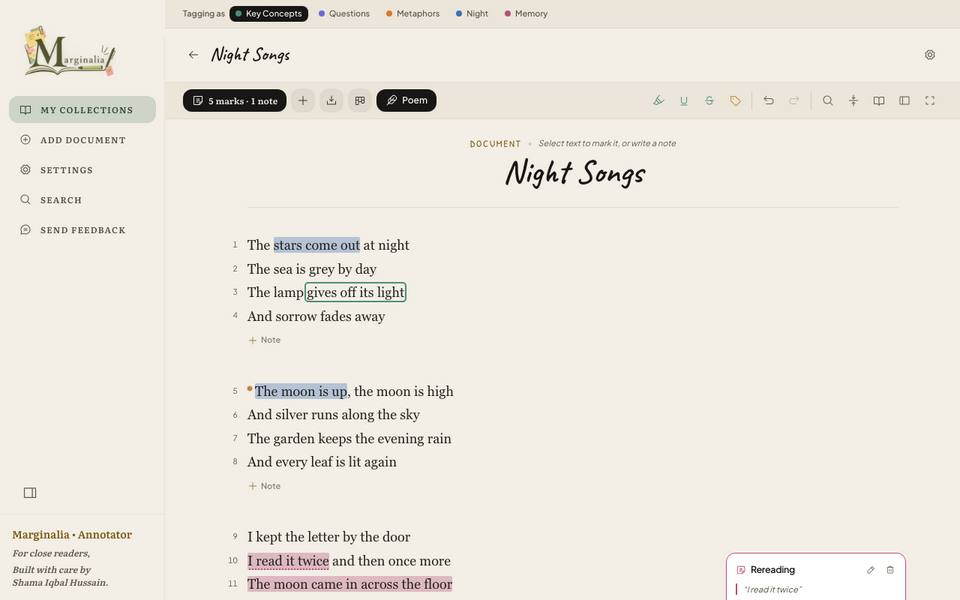 Marginalia
MY COLLECTIONS
ADD DOCUMENT
SETTINGS
SEARCH
SEND FEEDBACK
Marginalia • Annotator
For close readers,
Built with care by
Shama Iqbal Hussain.
Tagging as Key Concepts Questions Metaphors Night Memory
Night Songs
5 marks · 1 note Poem
DOCUMENT • Select text to mark it, or write a note
Night Songs
1 The stars come out at night
2 The sea is grey by day
3 The lamp gives off its light
4 And sorrow fades away
+ Note
5 The moon is up, the moon is high
6 And silver runs along the sky
7 The garden keeps the evening rain
8 And every leaf is lit again
+ Note
9 I kept the letter by the door
10 I read it twice and then once more
11 The moon came in across the floor
Rereading
“I read it twice”